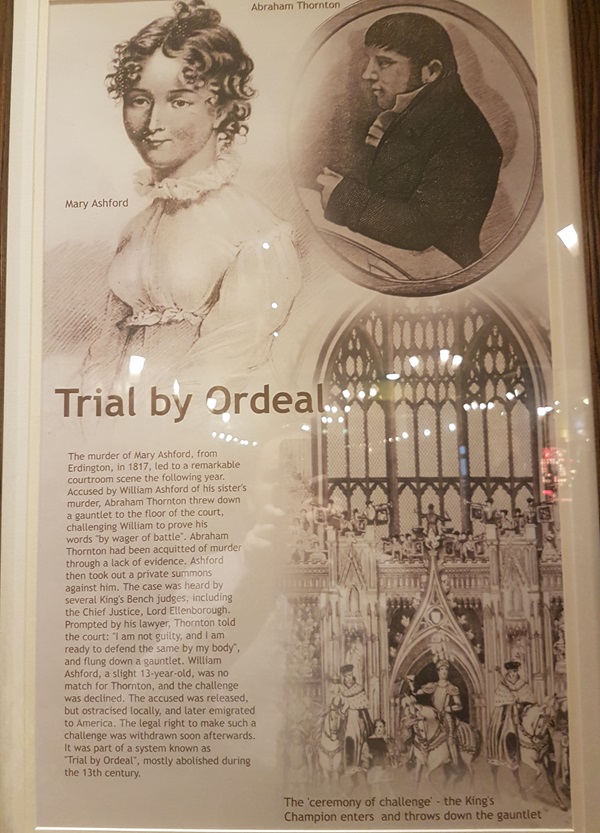 Abraham Thornton
Mary Ashford
Trial by Ordeal
The murder of Mary Ashford, from
Erdington, in 1817, led to a remarkable
courtroom scene the following year.
Accused by William Ashford of his sister's
murder, Abraham Thornton threw down
a gauntlet to the floor of the court,
challenging William to prove his
words "by wager of battle". Abraham
Thornton had been acquitted of murder
through a lack of evidence. Ashford
then took out a private summons
against him. The case was heard by
several King's Bench judges, including
the Chief Justice, Lord Ellenborough.
Prompted by his lawyer, Thornton told
the court: "I am not guilty, and I am
ready to defend the same by my body",
and flung down a gauntlet. William
Ashford, a slight 13-year-old, was no
match for Thornton, and the challenge
was declined. The accused was released,
but ostracised locally, and later emigrated
to America. The legal right to make such a
challenge was withdrawn soon afterwards.
It was part of a system known as
"Trial by Ordeal", mostly abolished during
the 13th century.
The 'ceremony of challenge' - the King's
Champion enters and throws down the gauntlet